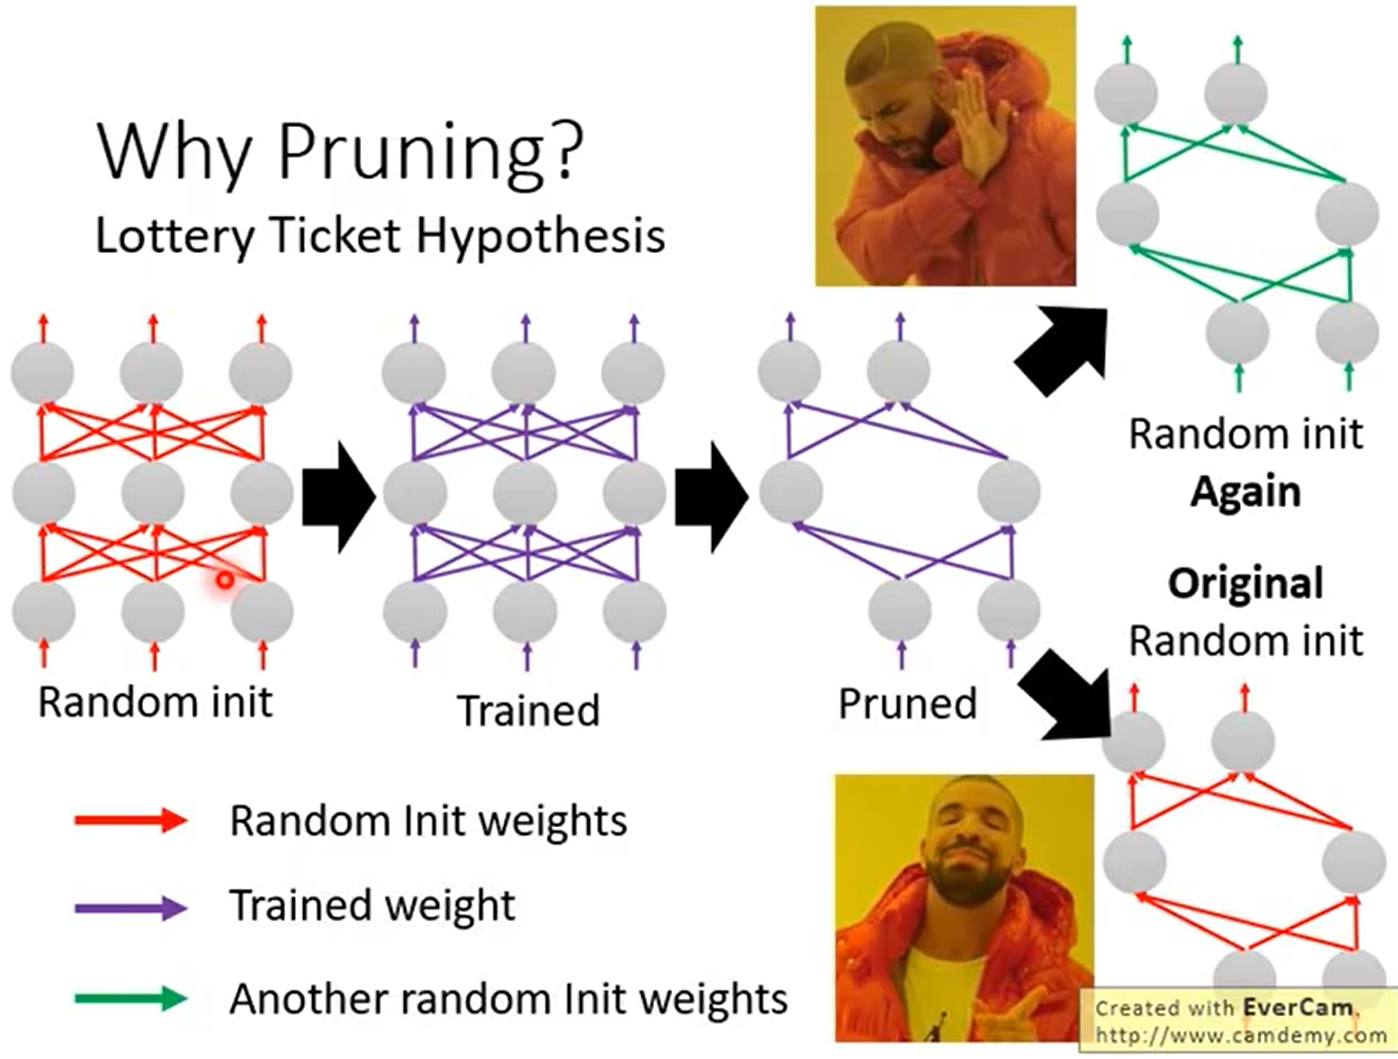 Why Pruning?
Lottery Ticket Hypothesis
Random init
Trained
Pruned
Random init
Again
Original
Random init
Random Init weights
Trained weight
Another random Init weights
Created with EverCam.
http://www.camdemy.com